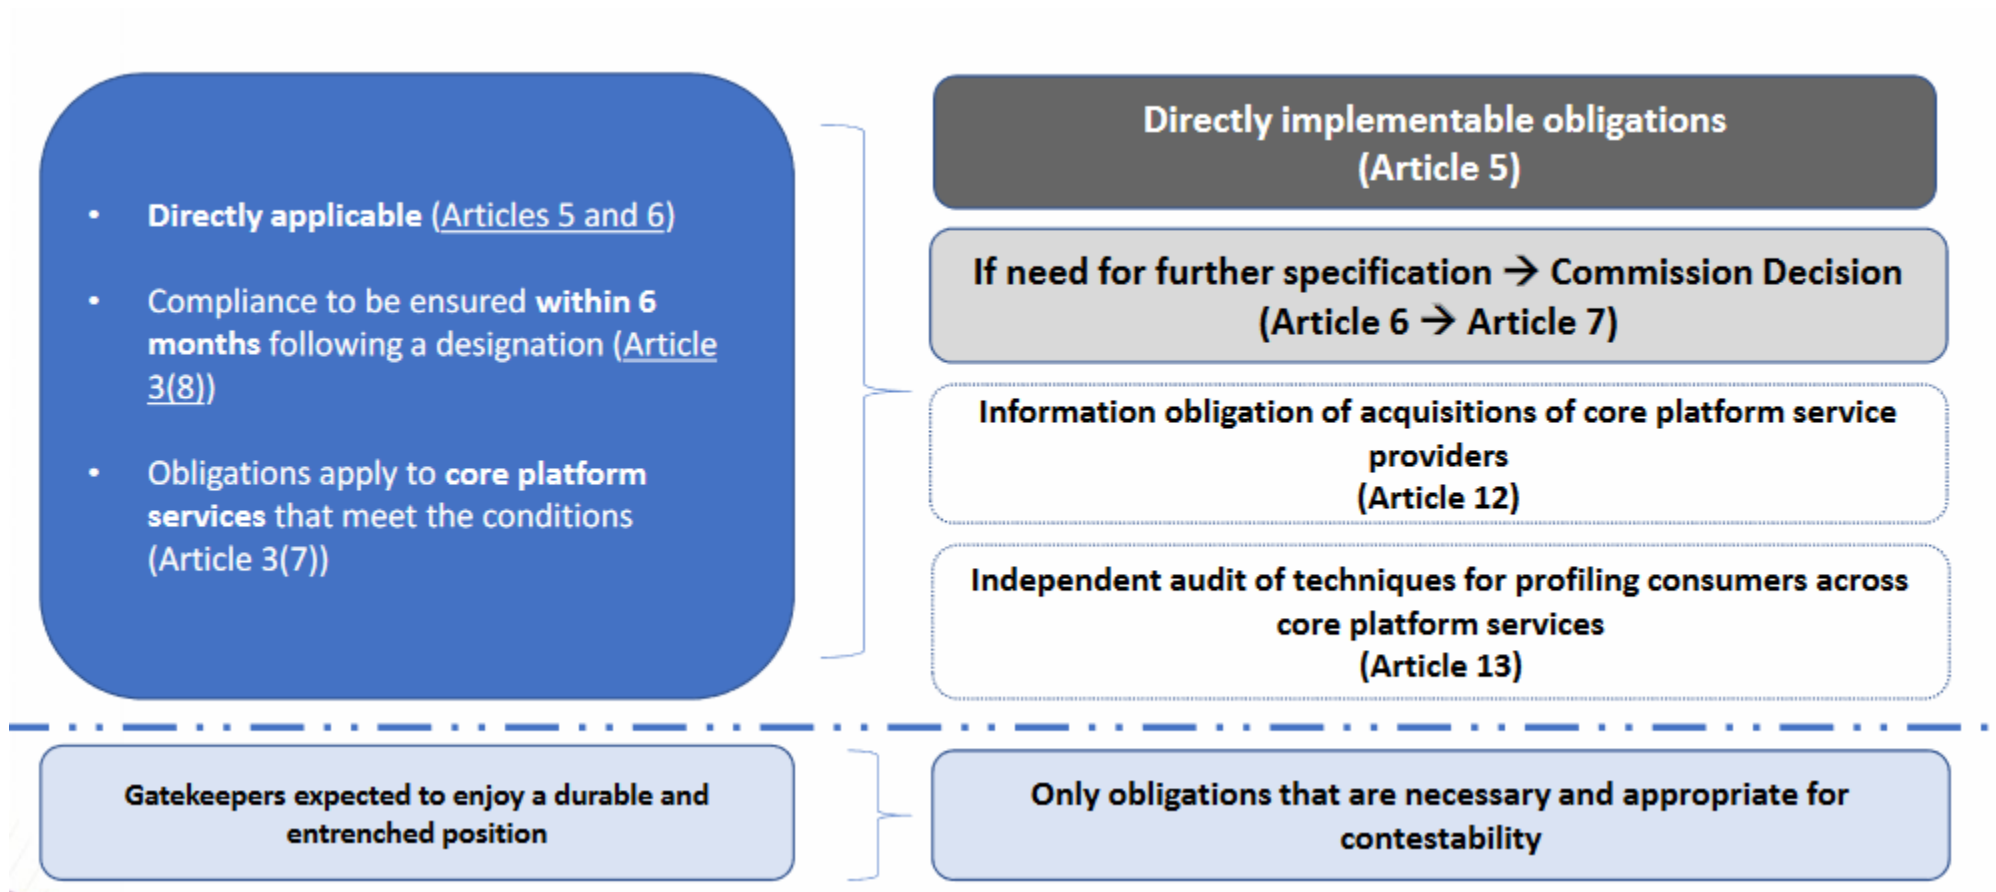 • Directly applicable (Articles 5 and 6)
• Compliance to be ensured within 6
months following a designation (Article
3(8))
• Obligations apply to core platform
services that meet the conditions
(Article 3(7))
Directly implementable obligations
(Article 5)
If need for further specification → Commission Decision
(Article 6 → Article 7)
Information obligation of acquisitions of core platform service
providers
(Article 12)
Independent audit of techniques for profiling consumers across
core platform services
(Article 13)
Gatekeepers expected to enjoy a durable and
entrenched position
Only obligations that are necessary and appropriate for
contestability